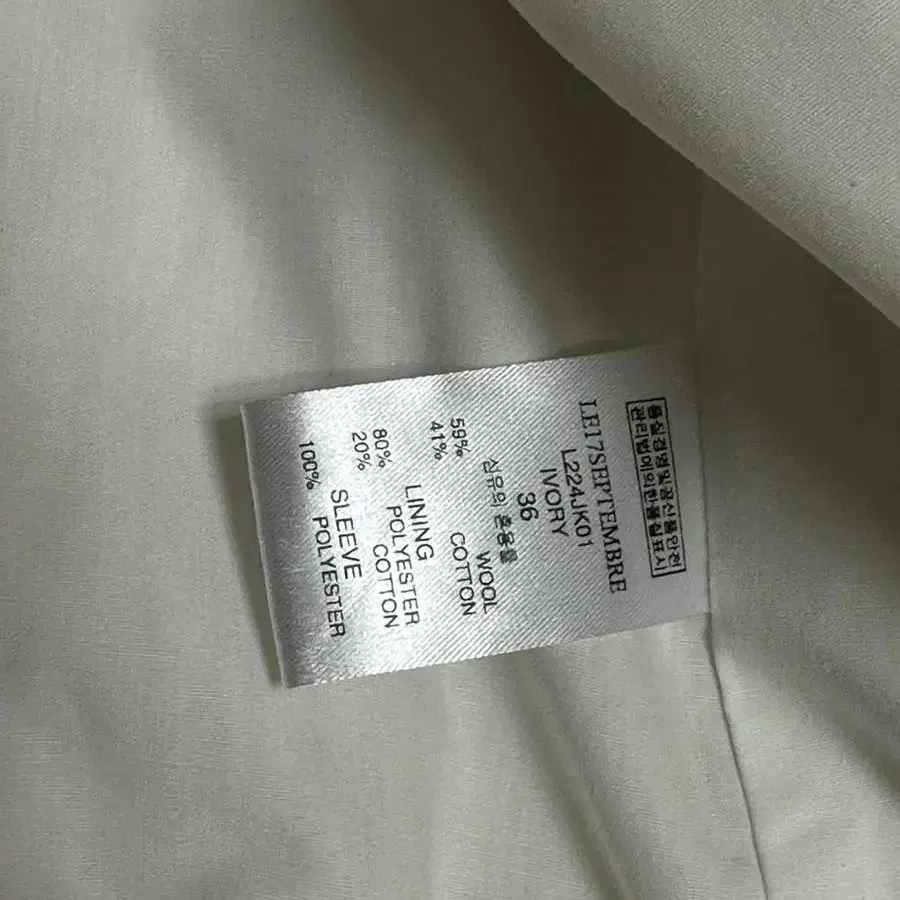 품질경영및공산품안전
관리법에의한품질표시
LE17SEPTEMBRE
L224JK01
IVORY
36
섬유의 혼용률
59% WOOL
41% COTTON
LINING
80% POLYESTER
20% COTTON
SLEEVE
100% POLYESTER